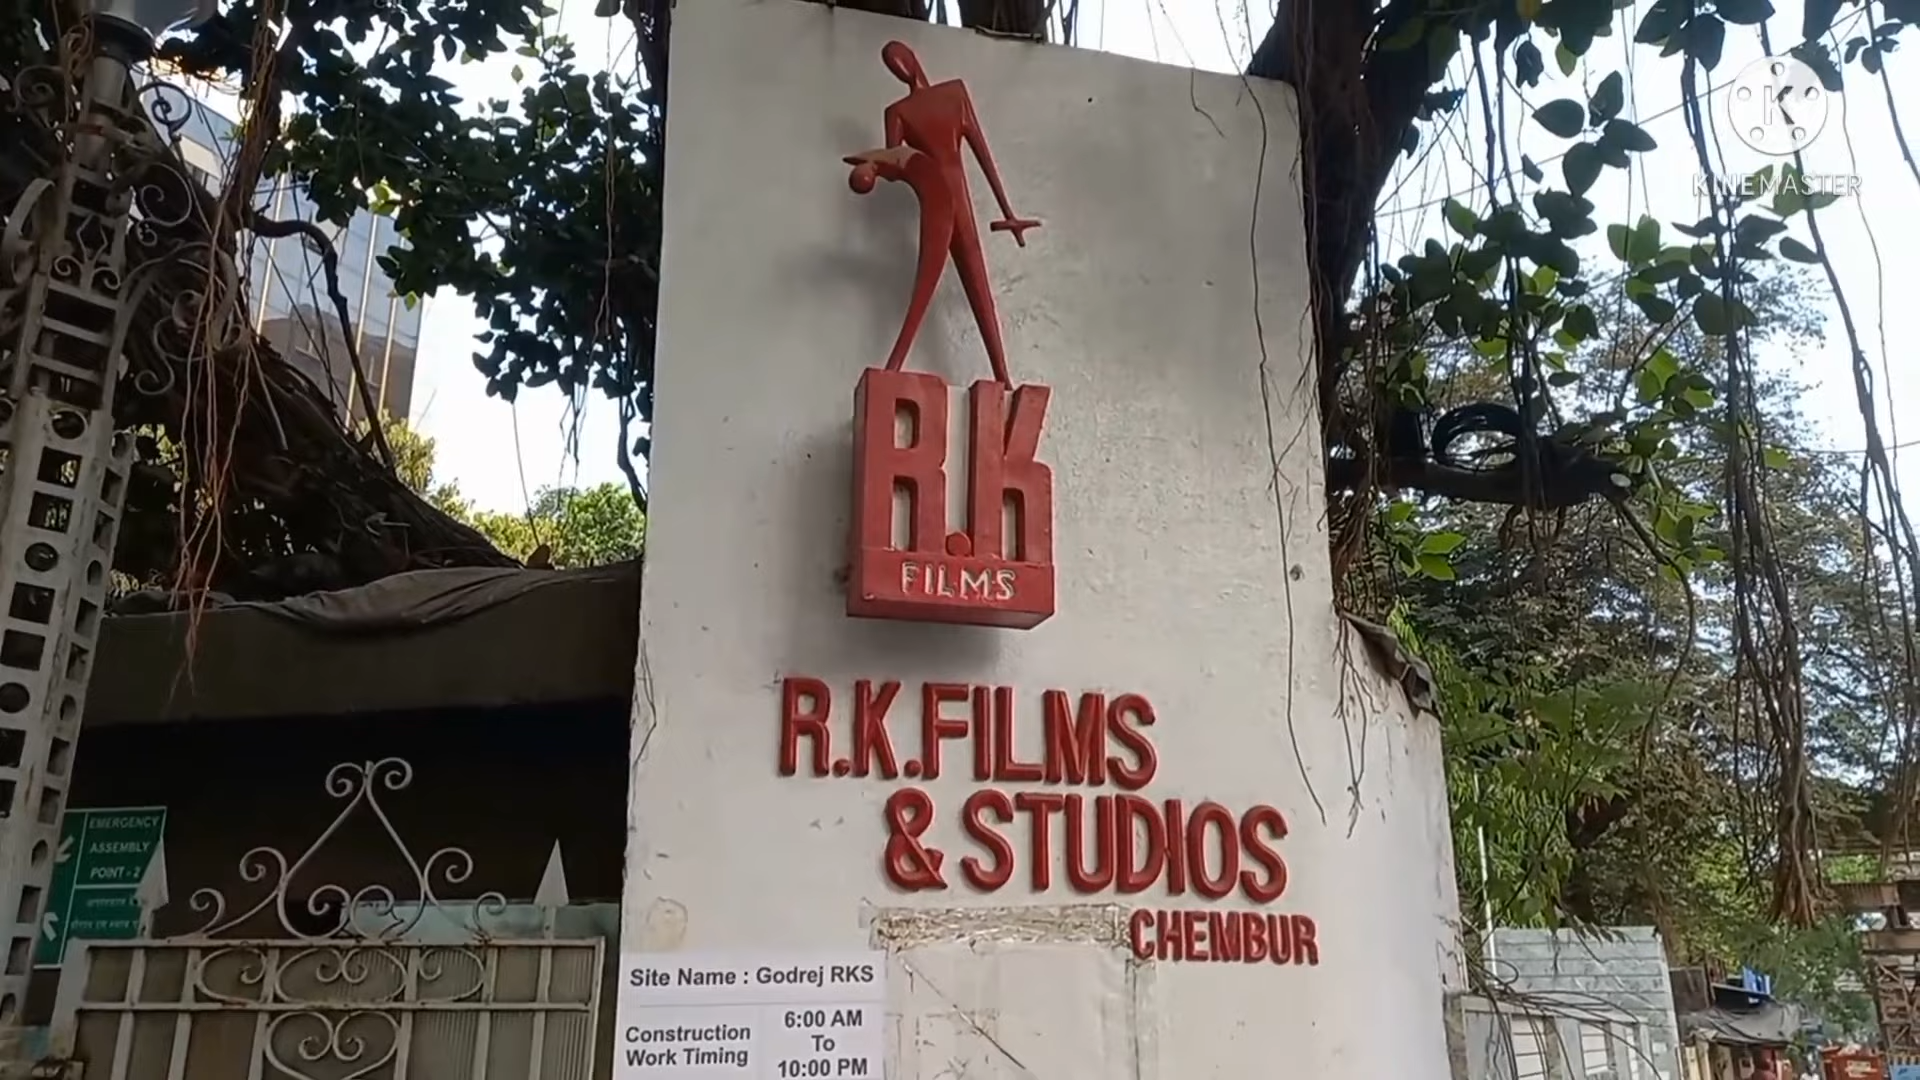 K
KINEMASTER
R.K
FILMS
R.K.FILMS
& STUDIOS
CHEMBUR
EMERGENCY
ASSEMBLY
POINT - 2
Site Name : Godrej RKS
Construction
Work Timing
6:00 AM
To
10:00 PM